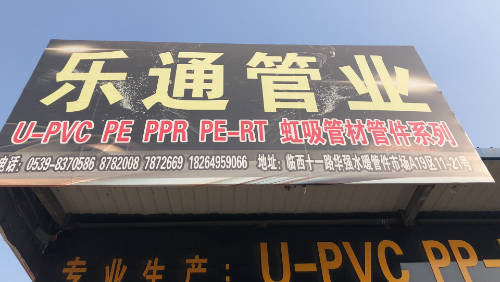 乐通管业
U-PVC PE PPR PE-RT 虹吸管材管件系列
电话: 0539-8370586 8782008 7872669 18264959066 地址: 临西十一路华强水暖管件市场A13区11-21号
专业生产: U-PVC PP-